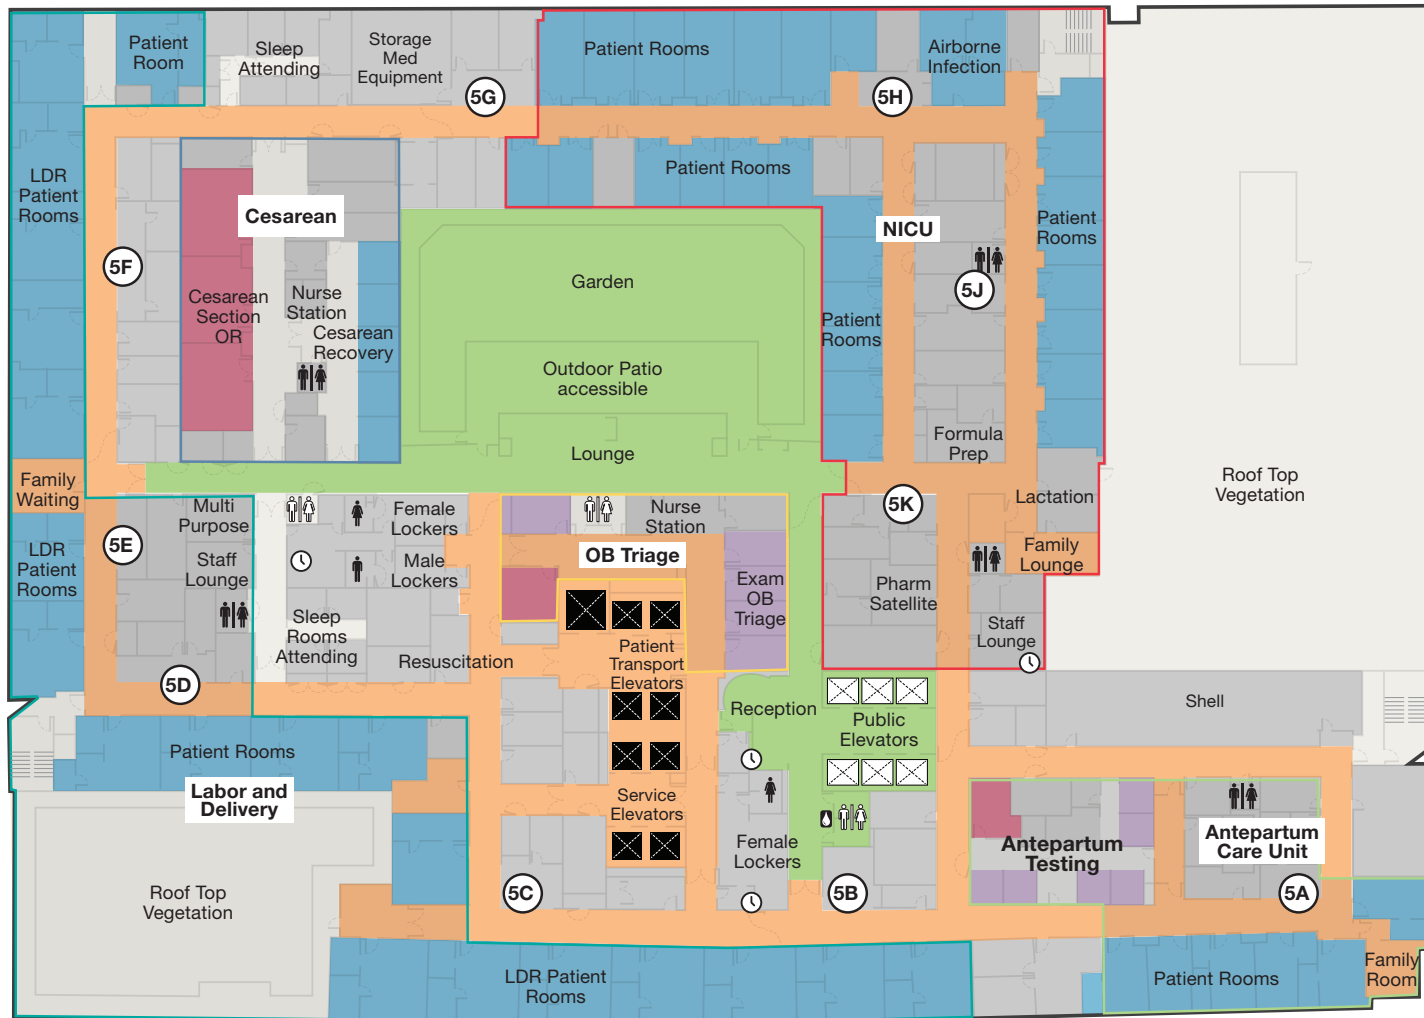 Patient
Room
Sleep
Attending
Storage
Med
Equipment
5G
Patient Rooms
5H
Airborne
Infection
LDR
Patient
Rooms
Cesarean
Patient Rooms
NICU
Patient
Rooms
5F
Cesarean
Section
OR
Nurse
Station
Cesarean
Recovery
Garden
5J
Patient
Rooms
Outdoor Patio
accessible
Lounge
Formula
Prep
Family
Waiting
Roof Top
Vegetation
Multi
Purpose
Female
Lockers
Nurse
Station
5K
Lactation
5E
LDR
Patient
Rooms
Staff
Lounge
Male
Lockers
OB Triage
Exam
OB
Triage
Pharm
Satellite
Family
Lounge
Sleep
Rooms
Attending
Resuscitation
Patient
Transport
Elevators
Staff
Lounge
5D
Reception
Public
Elevators
Shell
Patient Rooms
Labor and
Delivery
Service
Elevators
Female
Lockers
Antepartum
Testing
Antepartum
Care Unit
Roof Top
Vegetation
5C
5B
5A
LDR Patient
Rooms
Patient Rooms
Family
Room